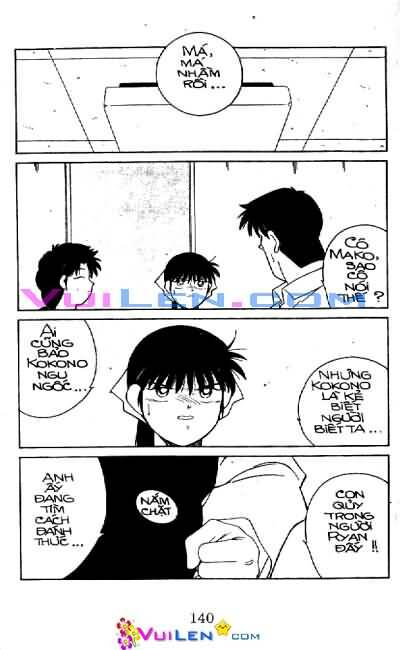 MÁ,
MÁ
NHẦM
RỒI...
CÔ
MAKO,
SAO
CÔ
NÓI
THẾ?
VUILEN.COM
AI
CŨNG
BẢO
KOKONO
NGU
NGỐC...
NHƯNG
KOKONO
LÀ KẺ
BIẾT
NGƯỜI
BIẾT TA...
ANH
ẤY
ĐANG
TÌM
CÁCH
ĐÁNH
THỨC...
NẮM
CHẶT
CON
QỦY
TRONG
NGƯỜI
RYAN
ĐẤY!!
140
VUILEN.COM